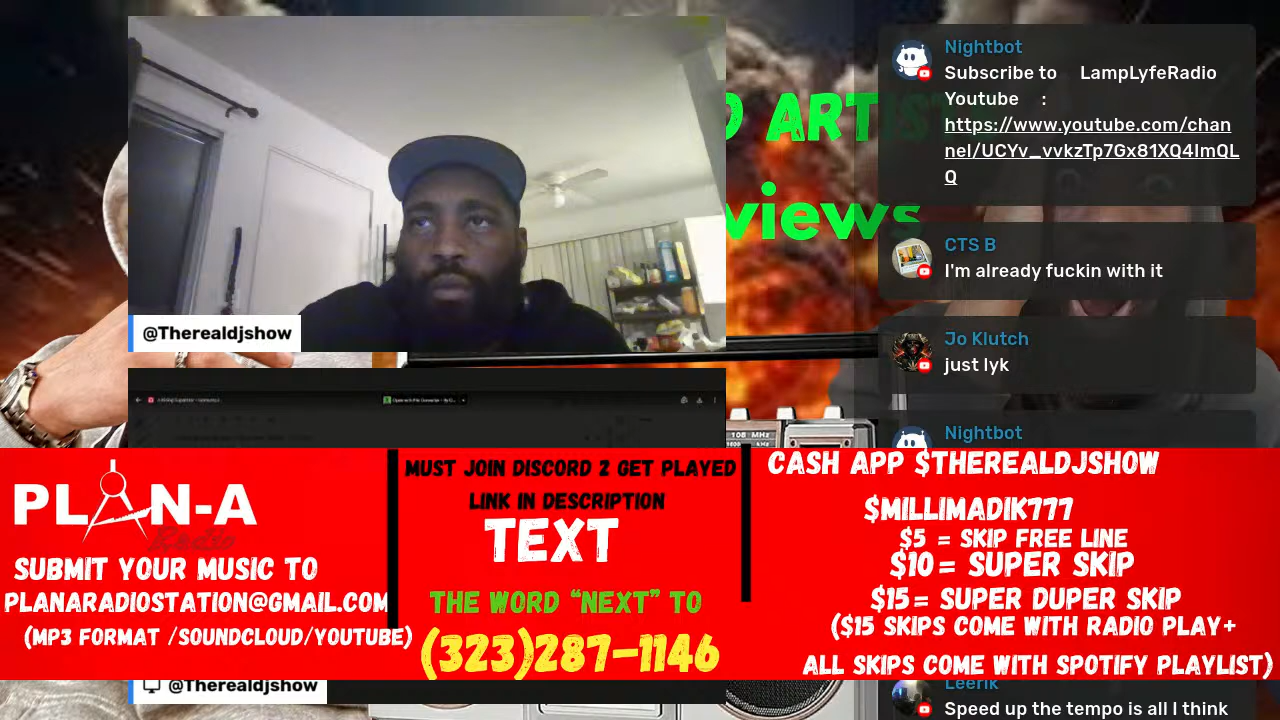 O ARTIS
views
@Therealdjshow
Nightbot
Subscribe to LampLyfeRadio
Youtube :
https://www.youtube.com/chan
nel/UCYv_vvkzTp7Gx81XQ4ImQL
Q
CTS B
I'm already fuckin with it
Jo Klutch
just lyk
Nightbot
108 MHz
PLAN-A
Radio
SUBMIT YOUR MUSIC TO
PLANARADIOSTATION@GMAIL.COM
(MP3 FORMAT /SOUNDCLOUD/YOUTUBE)
MUST JOIN DISCORD 2 GET PLAYED
LINK IN DESCRIPTION
TEXT
THE WORD “NEXT” TO
(323)287-1146
CASH APP $THEREALDJSHOW
$MILLIMADIK777
$5 = SKIP FREE LINE
$10 = SUPER SKIP
$15= SUPER DUPER SKIP
($15 SKIPS COME WITH RADIO PLAY+
ALL SKIPS COME WITH SPOTIFY PLAYLIST)
@Therealdjshow
Leerik
Speed up the tempo is all I think